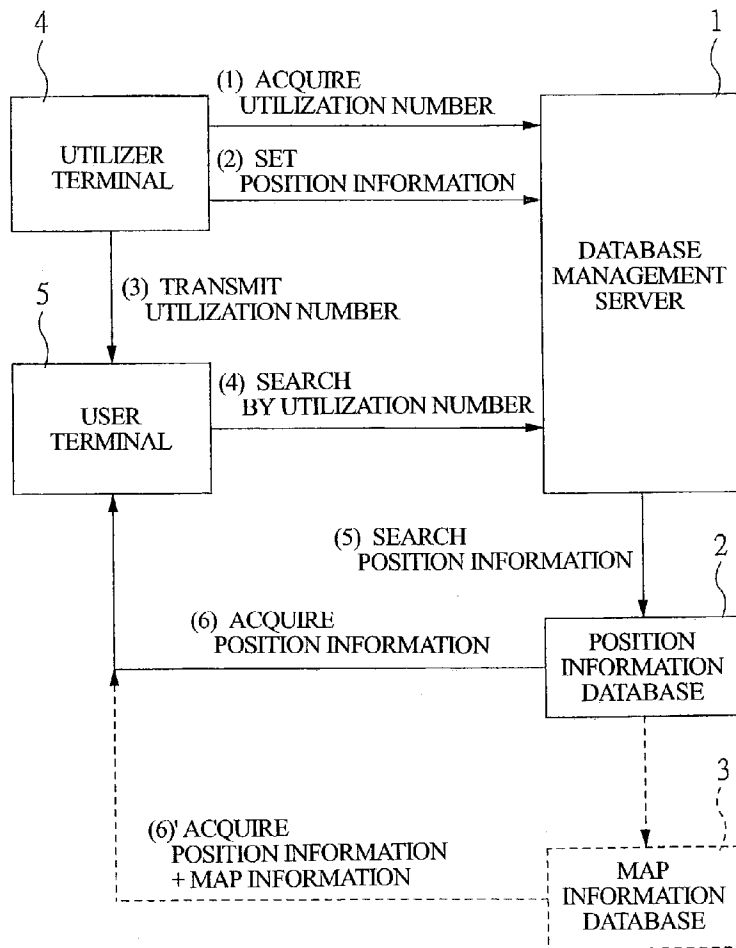 4
1
(1) ACQUIRE
UTILIZATION NUMBER
UTILIZER
TERMINAL
(2) SET
POSITION INFORMATION
DATABASE
MANAGEMENT
SERVER
(3) TRANSMIT
UTILIZATION NUMBER
5
USER
TERMINAL
(4) SEARCH
BY UTILIZATION NUMBER
(5) SEARCH
POSITION INFORMATION
2
(6) ACQUIRE
POSITION INFORMATION
POSITION
INFORMATION
DATABASE
3
(6)' ACQUIRE
POSITION INFORMATION
+ MAP INFORMATION
MAP
INFORMATION
DATABASE